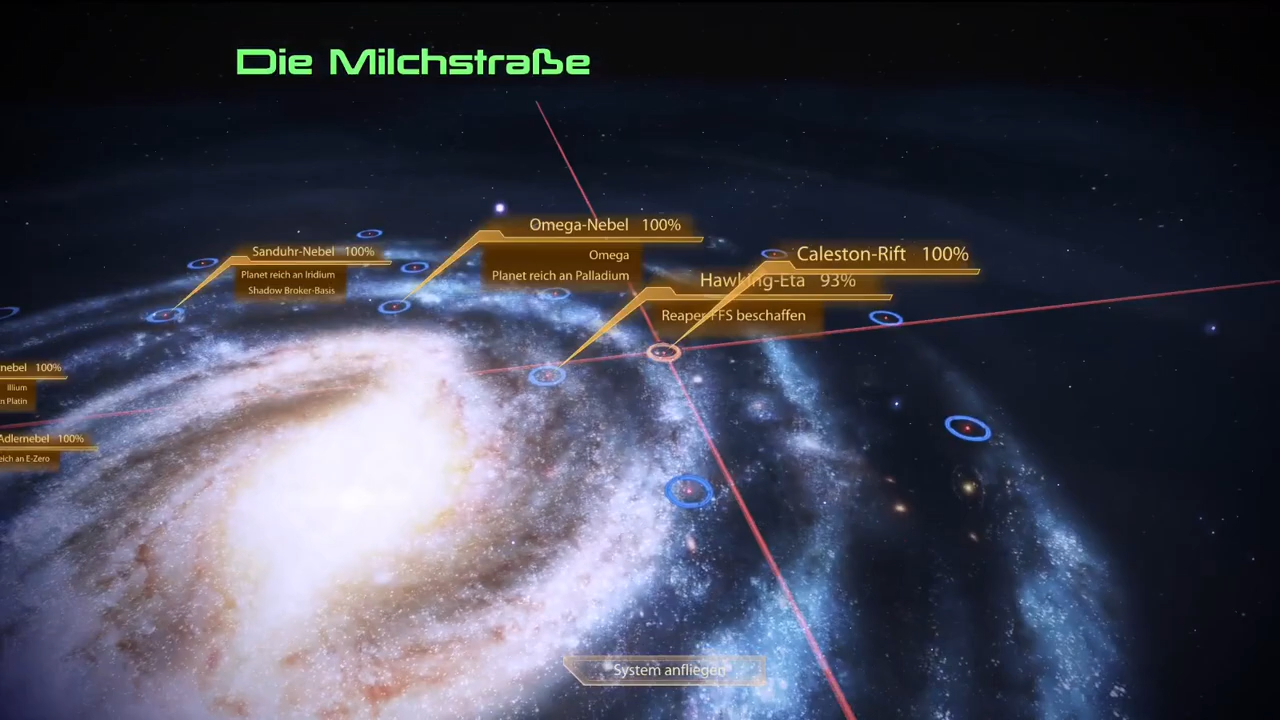 Die Milchstraße
Omega-Nebel 100%
Omega
Planet reich an Palladium
Sanduhr-Nebel 100%
Planet reich an Iridium
Shadow Broker-Basis
Caleston-Rift 100%
Hawking-Eta 93%
Reaper-FFS beschaffen
nebel 100%
Illium
n Platin
Adlernebel 100%
eich an E-Zero
System anfliegen